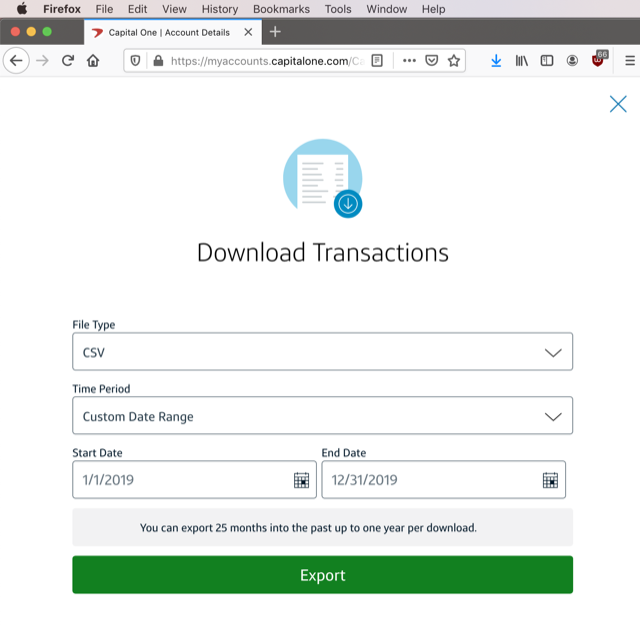 Firefox File Edit View History Bookmarks Tools Window Help
Capital One | Account Details
https://myaccounts.capitalone.com/Ca
66
Download Transactions
File Type
CSV
Time Period
Custom Date Range
Start Date End Date
1/1/2019 12/31/2019
You can export 25 months into the past up to one year per download.
Export